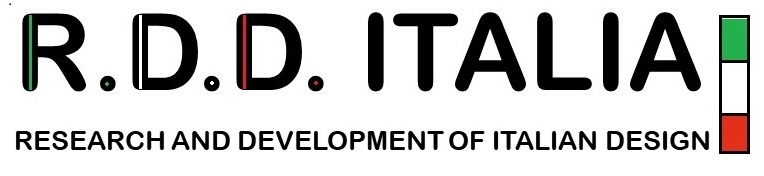 R.D.D. ITALIA
RESEARCH AND DEVELOPMENT OF ITALIAN DESIGN